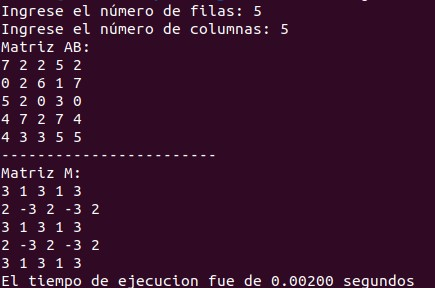 Ingrese el número de filas: 5
Ingrese el número de columnas: 5
Matriz AB:
7 2 2 5 2
0 2 6 1 7
5 2 0 3 0
4 7 2 7 4
4 3 3 5 5
------------------------
Matriz M:
3 1 3 1 3
2 -3 2 -3 2
3 1 3 1 3
2 -3 2 -3 2
3 1 3 1 3
El tiempo de ejecucion fue de 0.00200 segundos